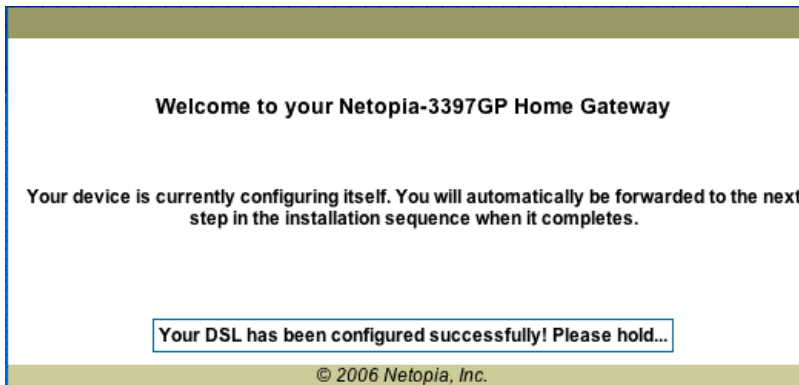 Welcome to your Netopia-3397GP Home Gateway
Your device is currently configuring itself. You will automatically be forwarded to the next
step in the installation sequence when it completes.
Your DSL has been configured successfully! Please hold...
© 2006 Netopia, Inc.